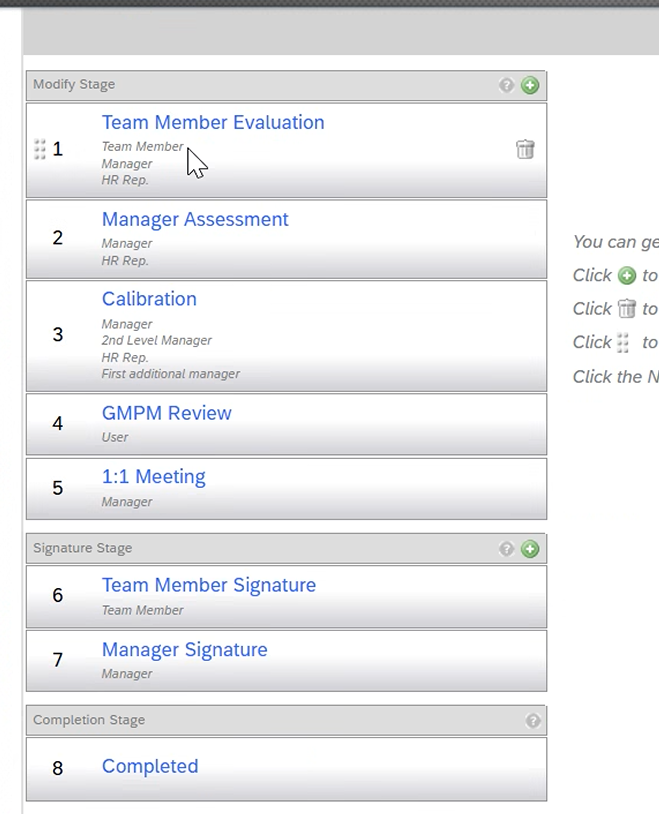 Modify Stage
1
Team Member Evaluation
Team Member
Manager
HR Rep.
2
Manager Assessment
Manager
HR Rep.
3
Calibration
Manager
2nd Level Manager
HR Rep.
First additional manager
4
GMPM Review
User
5
1:1 Meeting
Manager
Signature Stage
6
Team Member Signature
Team Member
7
Manager Signature
Manager
Completion Stage
8
Completed
You can ge
Click to
Click to
Click to
Click the N